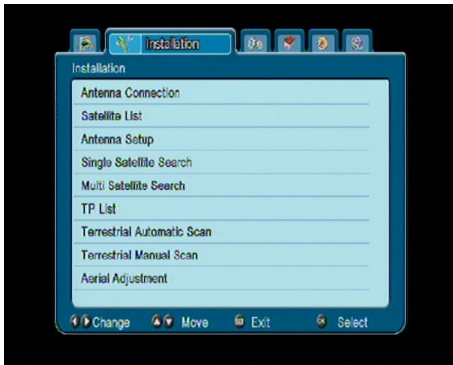 Installation
Installation
Antenna Connection
Satellite List
Antenna Setup
Single Satellite Search
Multi Satellite Search
TP List
Terrestrial Automatic Scan
Terrestrial Manual Scan
Aerial Adjustment
Change Move Exit Select